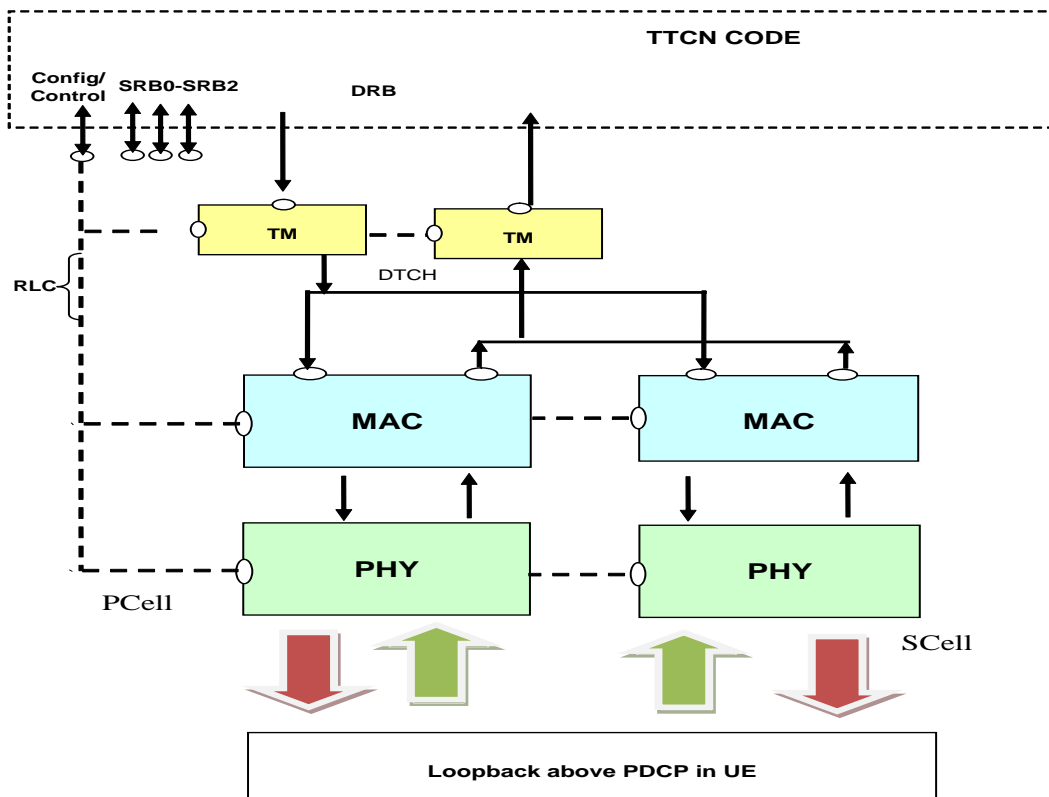 TTCN CODE
Config/
Control
SRB0-SRB2
DRB
TM
TM
DTCH
RLC
MAC
MAC
PHY
PHY
PCell
SCell
Loopback above PDCP in UE